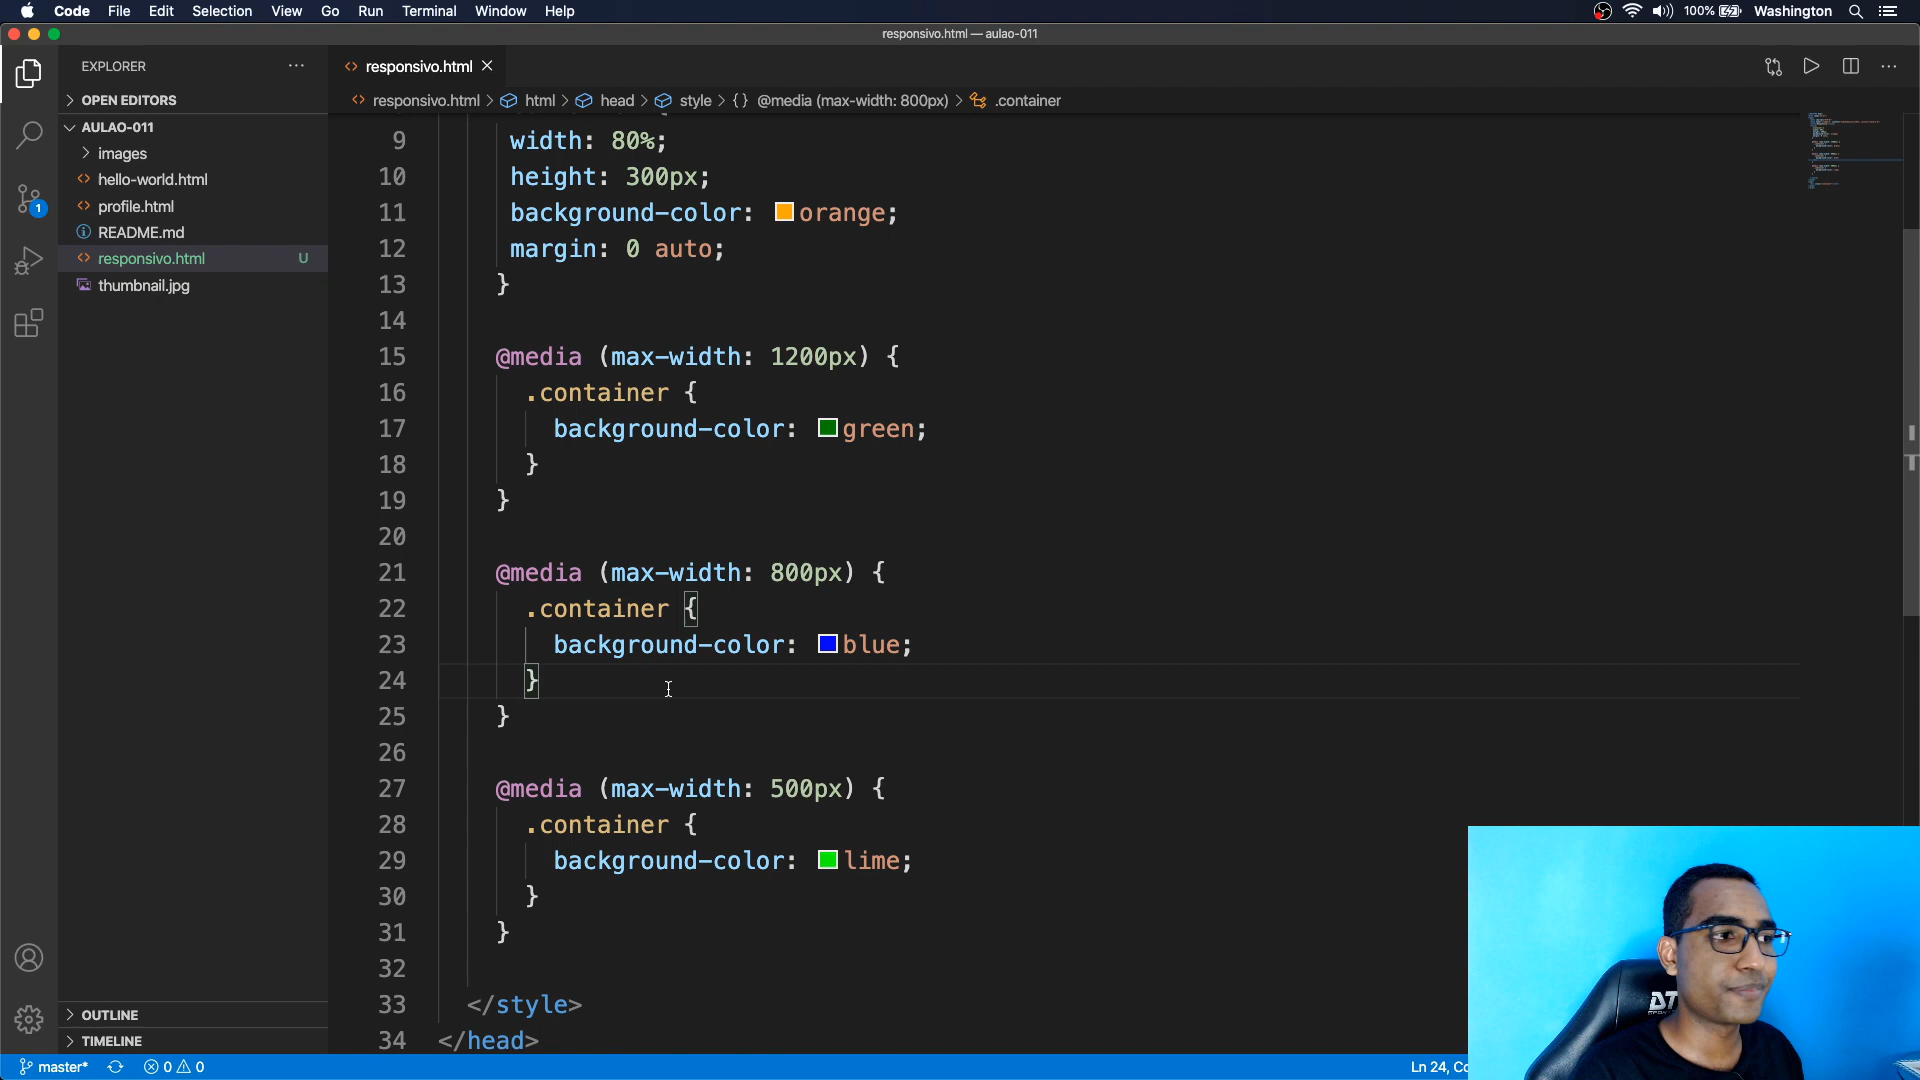 Code File Edit Selection View Go Run Terminal Window Help 100% Washington
responsivo.html — aulao-011
EXPLORER
responsivo.html
OPEN EDITORS
responsivo.html > html > head > style > {} @media (max-width: 800px) > .container
AULAO-011
images
hello-world.html
profile.html
README.md
responsivo.html U
thumbnail.jpg
1
9 width: 80%;
10 height: 300px;
11 background-color: orange;
12 margin: 0 auto;
13 }
14
15 @media (max-width: 1200px) {
16 .container {
17 background-color: green;
18 }
19 }
20
21 @media (max-width: 800px) {
22 .container {
23 background-color: blue;
24 }
25 }
26
27 @media (max-width: 500px) {
28 .container {
29 background-color: lime;
30 }
31 }
32
33 </style>
34 </head>
OUTLINE
TIMELINE
master* 0 0 Ln 24,